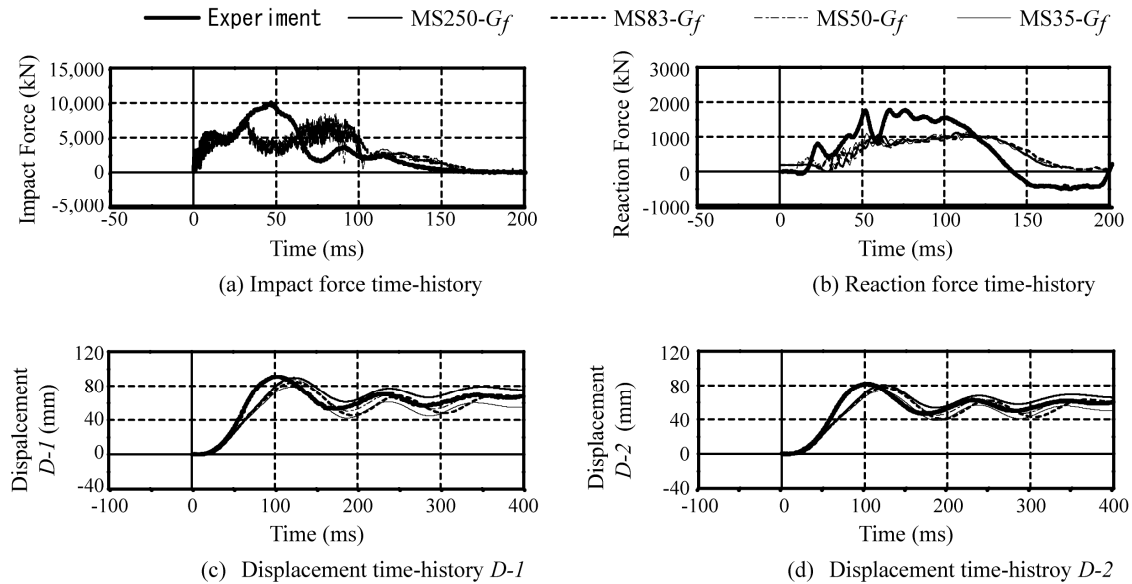 Experiment MS250-Gf MS83-Gf MS50-Gf MS35-Gf
Impact Force (kN)
15,000
10,000
5,000
0
-5,000
-50 0 50 100 150 200
Time (ms)
(a) Impact force time-history
Reaction Force (kN)
3000
2000
1000
0
-1000
-50 0 50 100 150 200
Time (ms)
(b) Reaction force time-history
Dispalcement
D-1 (mm)
120
80
40
0
-40
-100 0 100 200 300 400
Time (ms)
(c) Displacement time-history D-1
Displacement
D-2 (mm)
120
80
40
0
-40
-100 0 100 200 300 400
Time (ms)
(d) Displacement time-histroy D-2